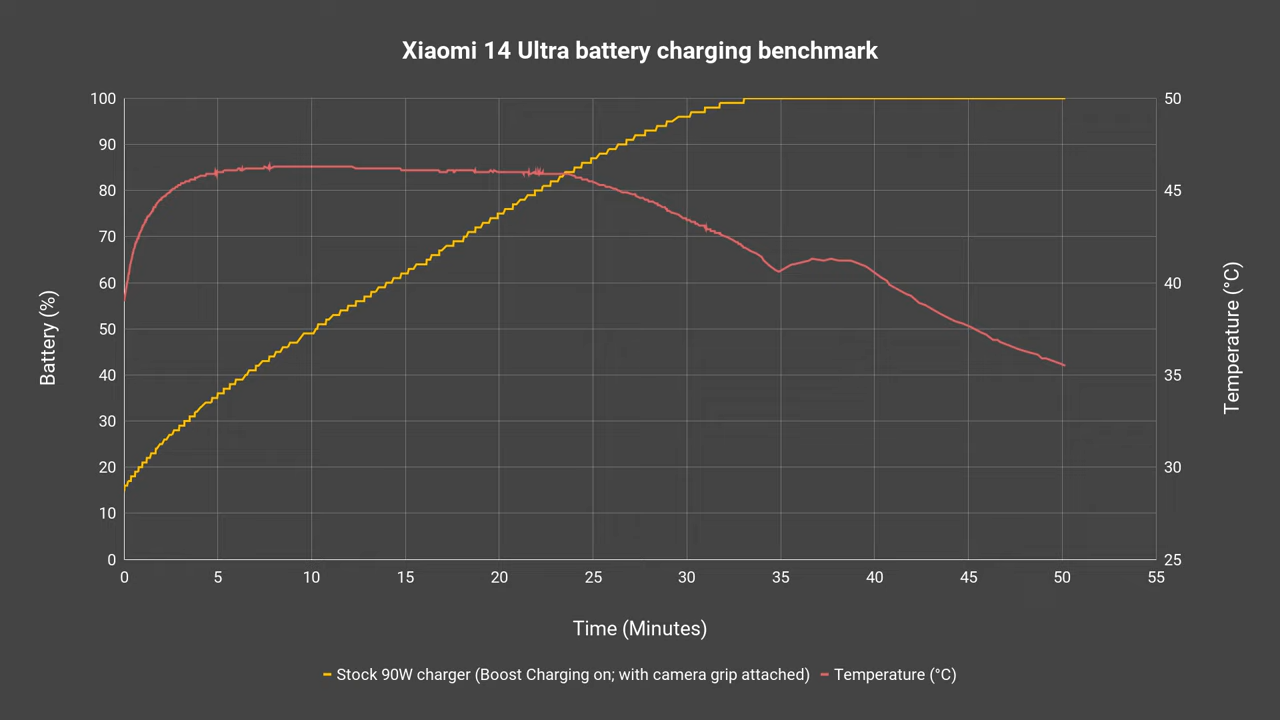 Xiaomi 14 Ultra battery charging benchmark
100
90
80
70
60
50
40
30
20
10
0
Battery (%)
50
45
40
35
30
25
Temperature (°C)
0 5 10 15 20 25 30 35 40 45 50 55
Time (Minutes)
Stock 90W charger (Boost Charging on; with camera grip attached) Temperature (°C)